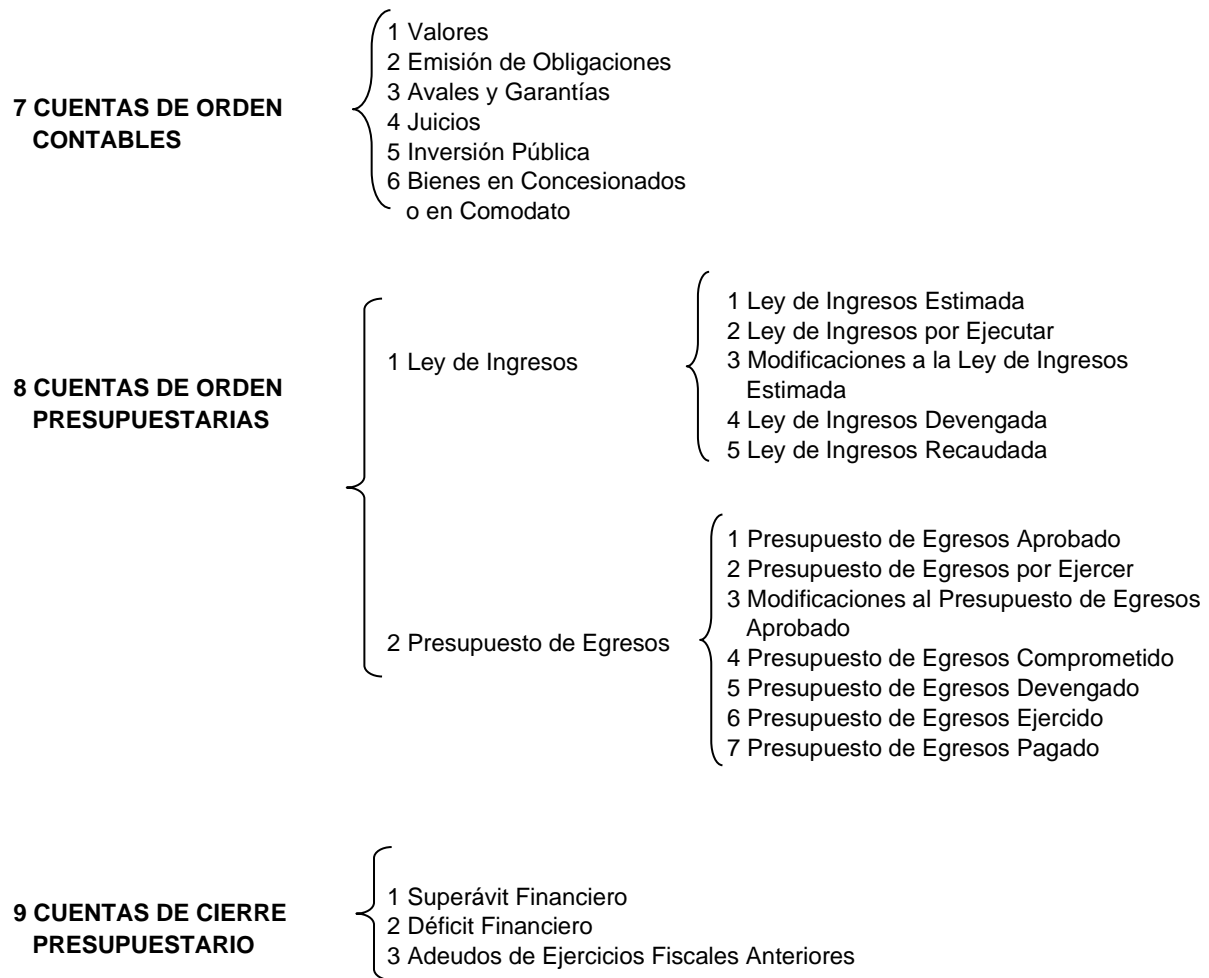 7 CUENTAS DE ORDEN
CONTABLES
1 Valores
2 Emisión de Obligaciones
3 Avales y Garantías
4 Juicios
5 Inversión Pública
6 Bienes en Concesionados
o en Comodato
8 CUENTAS DE ORDEN
PRESUPUESTARIAS
1 Ley de Ingresos
1 Ley de Ingresos Estimada
2 Ley de Ingresos por Ejecutar
3 Modificaciones a la Ley de Ingresos
Estimada
4 Ley de Ingresos Devengada
5 Ley de Ingresos Recaudada
2 Presupuesto de Egresos
1 Presupuesto de Egresos Aprobado
2 Presupuesto de Egresos por Ejercer
3 Modificaciones al Presupuesto de Egresos
Aprobado
4 Presupuesto de Egresos Comprometido
5 Presupuesto de Egresos Devengado
6 Presupuesto de Egresos Ejercido
7 Presupuesto de Egresos Pagado
9 CUENTAS DE CIERRE
PRESUPUESTARIO
1 Superávit Financiero
2 Déficit Financiero
3 Adeudos de Ejercicios Fiscales Anteriores